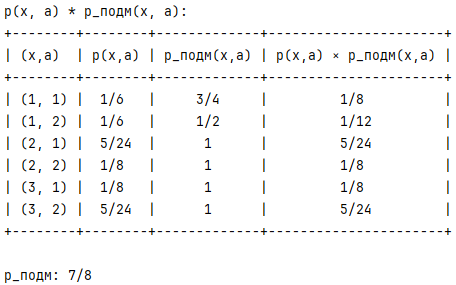 p(x, a) * p_подм(x, a):
+--------+--------+-------------+----------------------+
| (x,a)  | p(x,a) | p_подм(x,a) | p(x,a) × p_подм(x,a) |
+--------+--------+-------------+----------------------+
| (1, 1) |  1/6   |     3/4     |         1/8          |
| (1, 2) |  1/6   |     1/2     |         1/12         |
| (2, 1) |  5/24  |      1      |         5/24         |
| (2, 2) |  1/8   |      1      |         1/8          |
| (3, 1) |  1/8   |      1      |         1/8          |
| (3, 2) |  5/24  |      1      |         5/24         |
+--------+--------+-------------+----------------------+
p_подм: 7/8